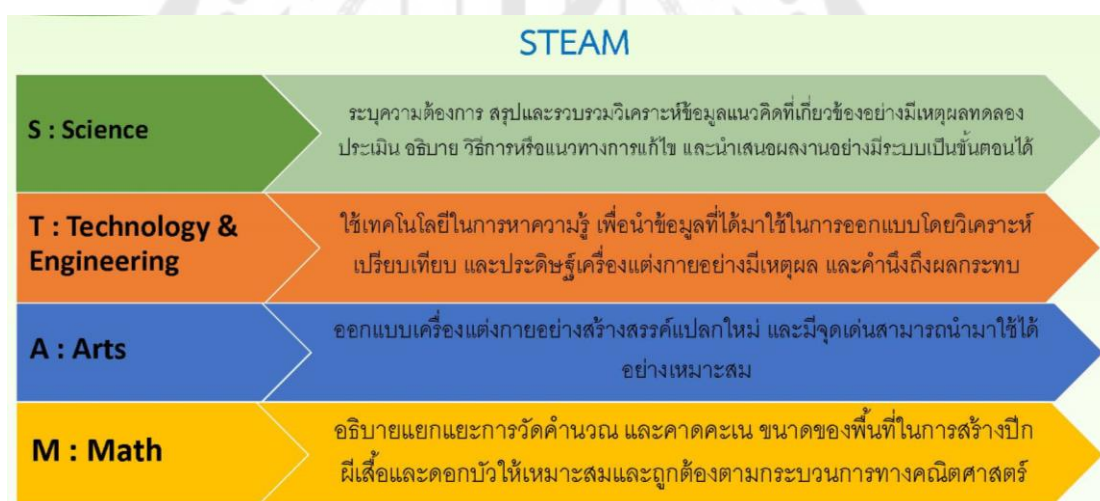 STEAM
S : Science
ระบุความต้องการ สรุปและรวบรวมวิเคราะห์ข้อมูลแนวคิดที่เกี่ยวข้องอย่างมีเหตุผลทดลอง
ประเมิน อธิบาย วิธีการหรือแนวทางการแก้ไข และนำเสนอผลงานอย่างมีระบบเป็นขั้นตอนได้
T : Technology &
Engineering
ใช้เทคโนโลยีในการหาความรู้ เพื่อนำข้อมูลที่ได้มาใช้ในการออกแบบโดยวิเคราะห์
เปรียบเทียบ และประดิษฐ์เครื่องแต่งกายอย่างมีเหตุผล และคำนึงถึงผลกระทบ
A : Arts
ออกแบบเครื่องแต่งกายอย่างสร้างสรรค์แปลกใหม่ และมีจุดเด่นสามารถนำมาใช้ได้
อย่างเหมาะสม
M : Math
อธิบายแยกแยะการวัดคำนวณ และคาดคะเน ขนาดของพื้นที่ในการสร้างปีก
ผีเสื้อและดอกบัวให้เหมาะสมและถูกต้องตามกระบวนการทางคณิตศาสตร์